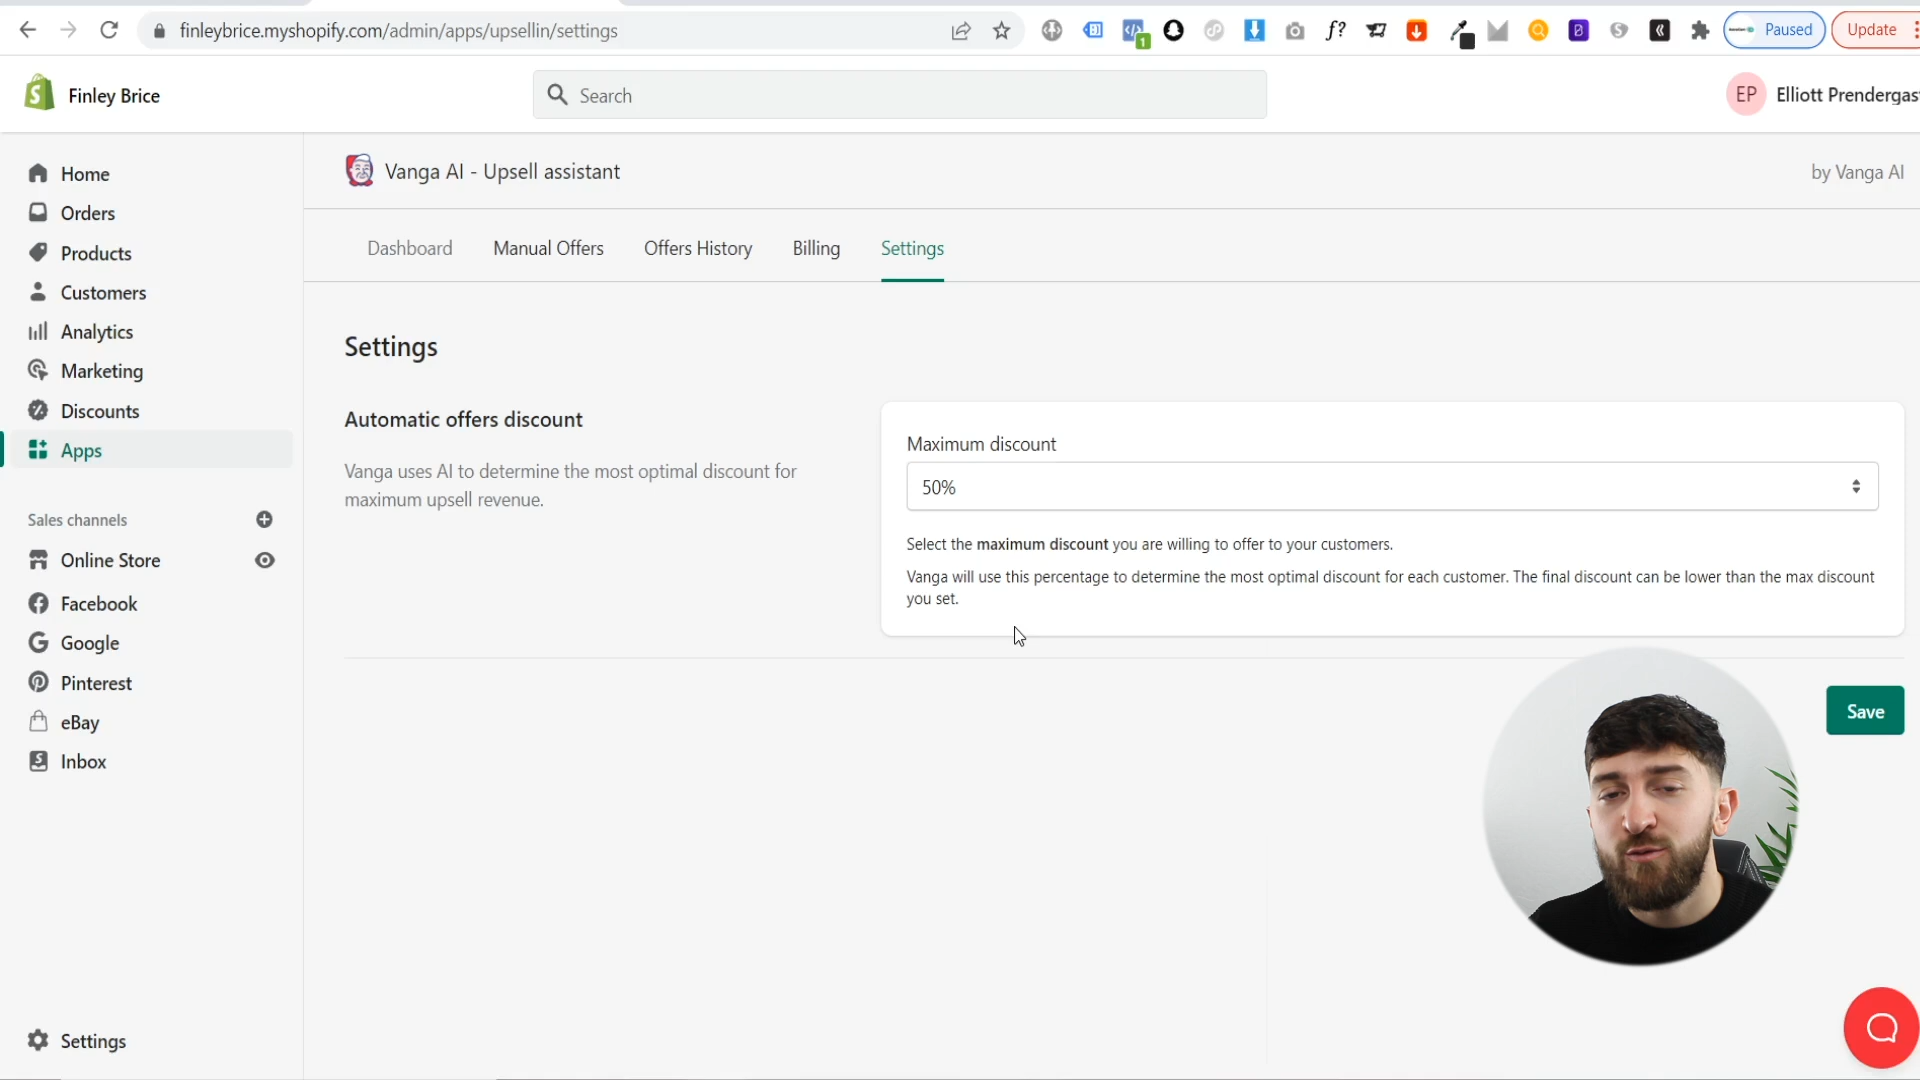 finleybrice.myshopify.com/admin/apps/upsellin/settings
1
f?
Paused
Update
Finley Brice
Search
EP
Elliott Prendergas
Home
Orders
Products
Customers
Analytics
Marketing
Discounts
Apps
Sales channels
Online Store
Facebook
Google
Pinterest
eBay
Inbox
Settings
Vanga AI - Upsell assistant
by Vanga AI
Dashboard
Manual Offers
Offers History
Billing
Settings
Settings
Automatic offers discount
Vanga uses AI to determine the most optimal discount for
maximum upsell revenue.
Maximum discount
50%
Select the maximum discount you are willing to offer to your customers.
Vanga will use this percentage to determine the most optimal discount for each customer. The final discount can be lower than the max discount
you set.
Save